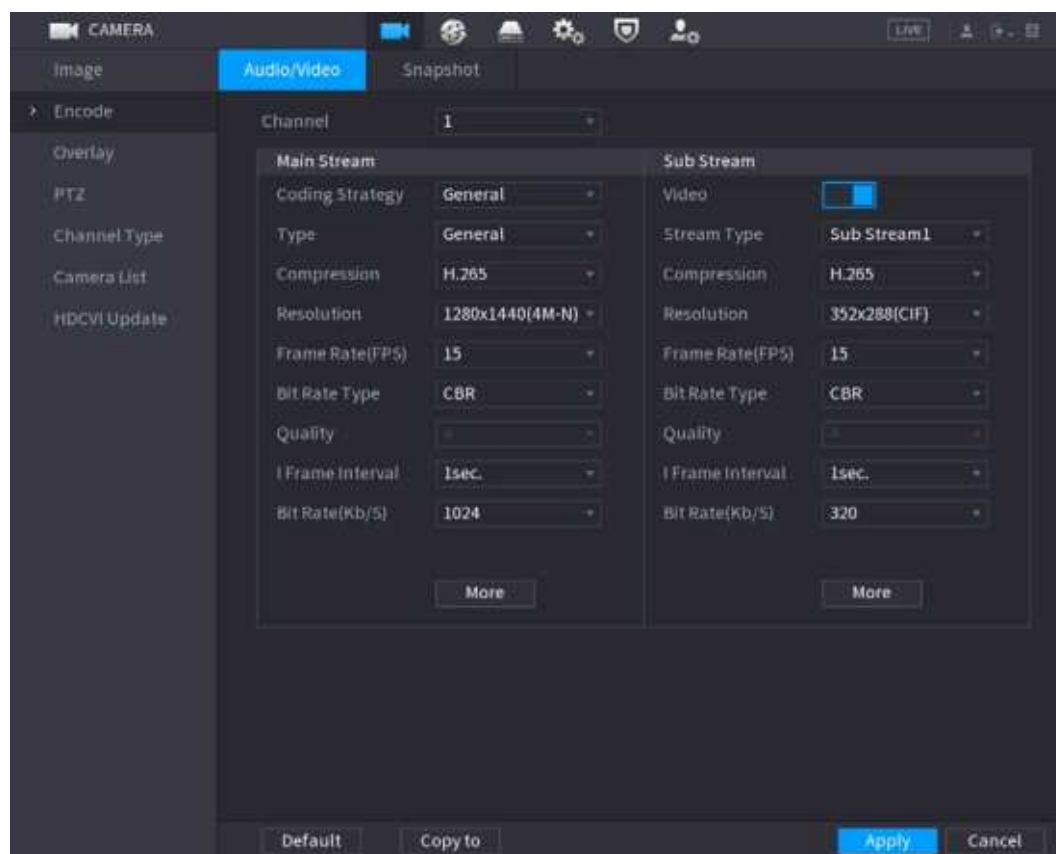 CAMERA
LIVE
Image
Audio/Video Snapshot
Encode
Channel 1
Overlay
Main Stream Sub Stream
PTZ
Coding Strategy General Video
Channel Type
Type General Stream Type Sub Stream1
Camera List
Compression H.265 Compression H.265
HDCVI Update
Resolution 1280x1440(4M-N) Resolution 352x288(CIF)
Frame Rate(FPS) 15 Frame Rate(FPS) 15
Bit Rate Type CBR Bit Rate Type CBR
Quality Quality
I Frame Interval 1sec. I Frame Interval 1sec.
Bit Rate(Kb/S) 1024 Bit Rate(Kb/S) 320
More More
Default Copy to Apply Cancel